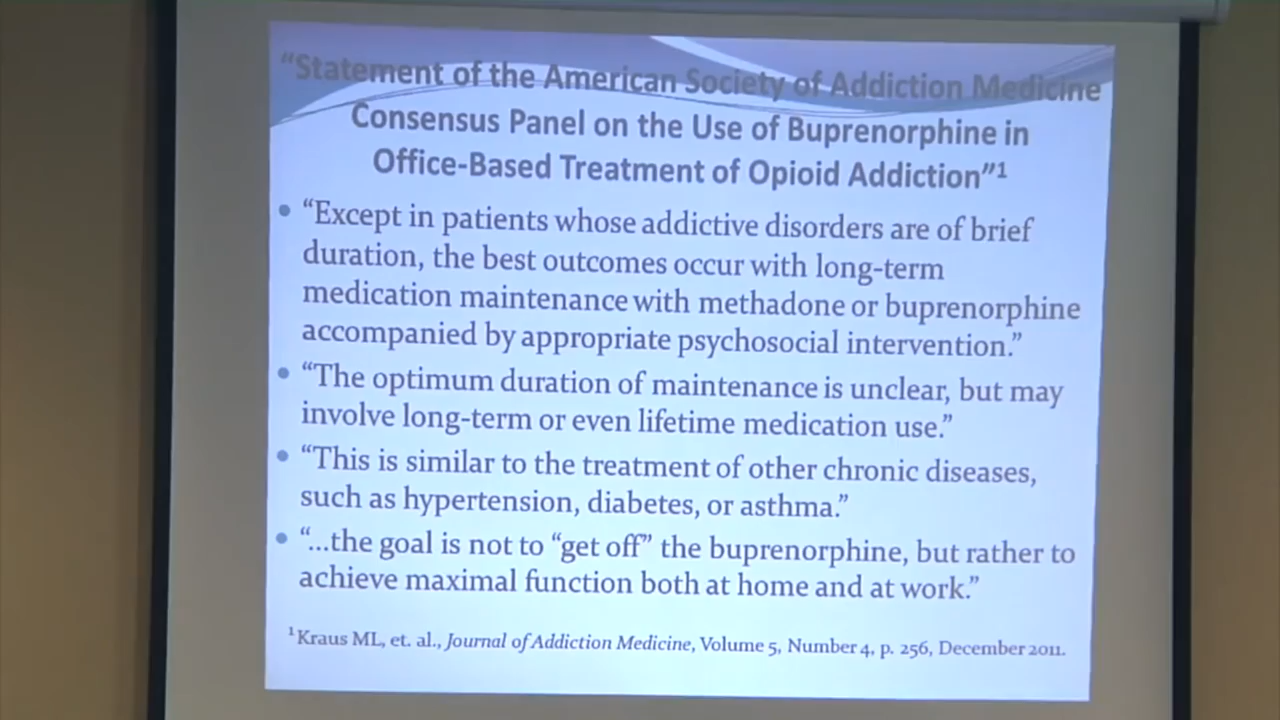 “Statement of the American Society of Addiction Medicine
Consensus Panel on the Use of Buprenorphine in
Office-Based Treatment of Opioid Addiction”¹
• “Except in patients whose addictive disorders are of brief
duration, the best outcomes occur with long-term
medication maintenance with methadone or buprenorphine
accompanied by appropriate psychosocial intervention.”
• “The optimum duration of maintenance is unclear, but may
involve long-term or even lifetime medication use.”
• “This is similar to the treatment of other chronic diseases,
such as hypertension, diabetes, or asthma.”
• “...the goal is not to “get off” the buprenorphine, but rather to
achieve maximal function both at home and at work.”
¹ Kraus ML, et. al., Journal of Addiction Medicine, Volume 5, Number 4, p. 256, December 2011.